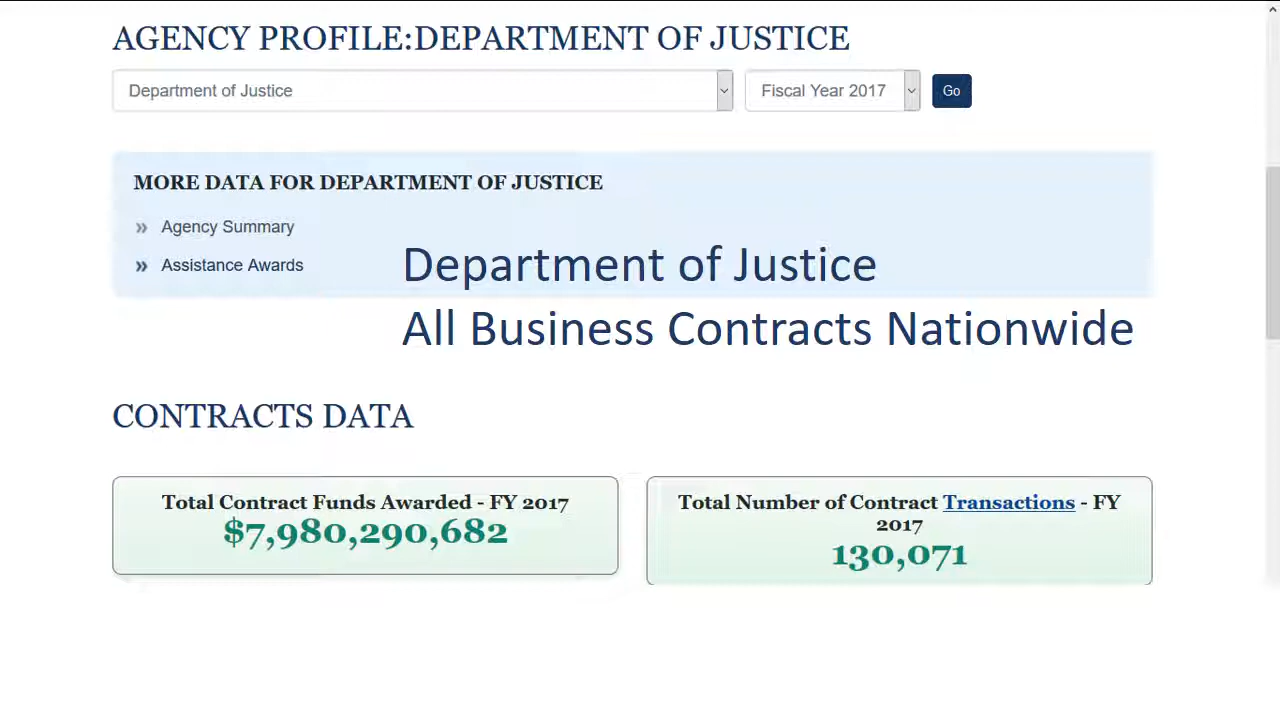 AGENCY PROFILE:DEPARTMENT OF JUSTICE
Department of Justice
Fiscal Year 2017
Go
MORE DATA FOR DEPARTMENT OF JUSTICE
» Agency Summary
» Assistance Awards
Department of Justice
All Business Contracts Nationwide
CONTRACTS DATA
Total Contract Funds Awarded - FY 2017
$7,980,290,682
Total Number of Contract Transactions - FY
2017
130,071